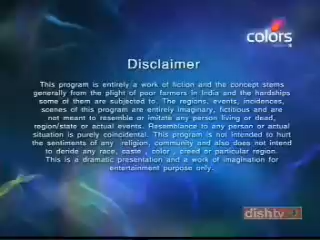 colors
Disclaimer
This program is entirely a work of fiction and the concept stems
generally from the plight of poor farmers in India and the hardships
some of them are subjected to. The regions, events, incidences,
scenes of this program are entirely imaginary, fictitious and are
not meant to resemble or imitate any person living or dead,
region/state or actual events. Resemblance to any person or actual
situation is purely coincidental. This program is not intended to hurt
the sentiments of any religion, community and also does not intend
to deride any race, caste , color , creed or particular region.
This is a dramatic presentation and a work of imagination for
entertainment purpose only.
dishtv